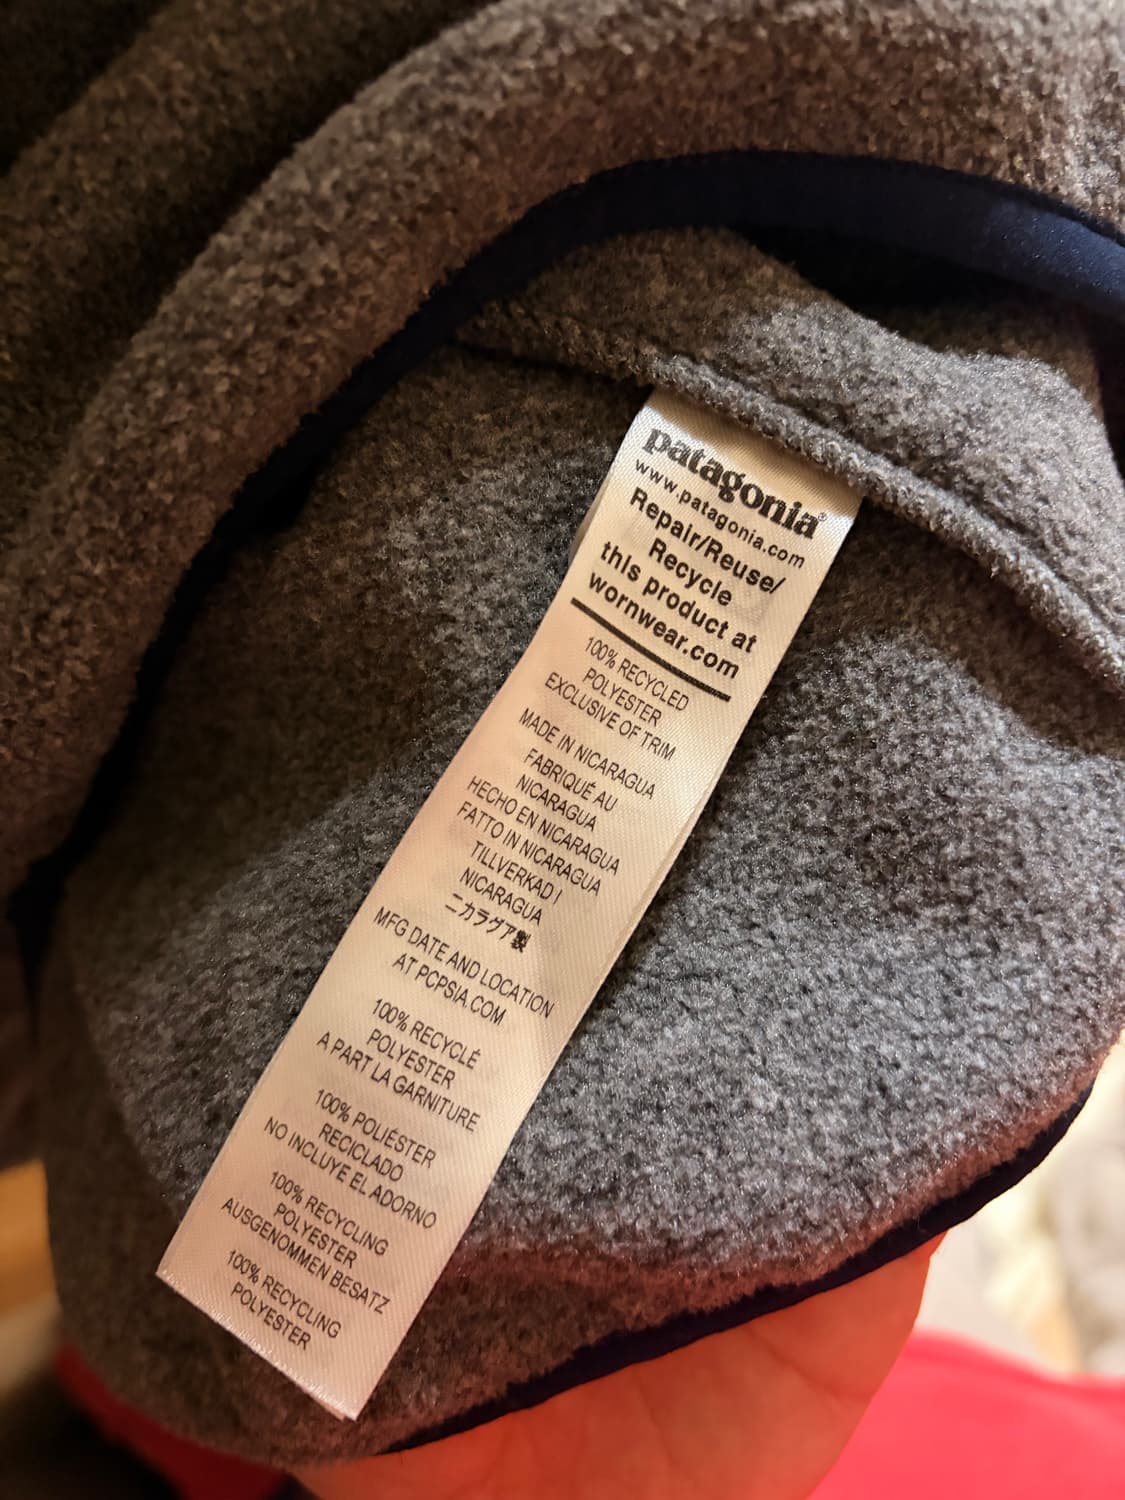 patagonia®
www.patagonia.com
Repair/Reuse/
Recycle
this product at
wornwear.com
100% RECYCLED
POLYESTER
EXCLUSIVE OF TRIM
MADE IN NICARAGUA
FABRIQUÉ AU
NICARAGUA
HECHO EN NICARAGUA
FATTO IN NICARAGUA
TILLVERKAD I
NICARAGUA
ニカラグア製
MFG DATE AND LOCATION
AT PCPSIA.COM
100% RECYCLÉ
POLYESTER
A PART LA GARNITURE
100% POLIÉSTER
RECICLADO
NO INCLUYE EL ADORNO
100% RECYCLING
POLYESTER
AUSGENOMMEN BESATZ
100% RECYCLING
POLYESTER